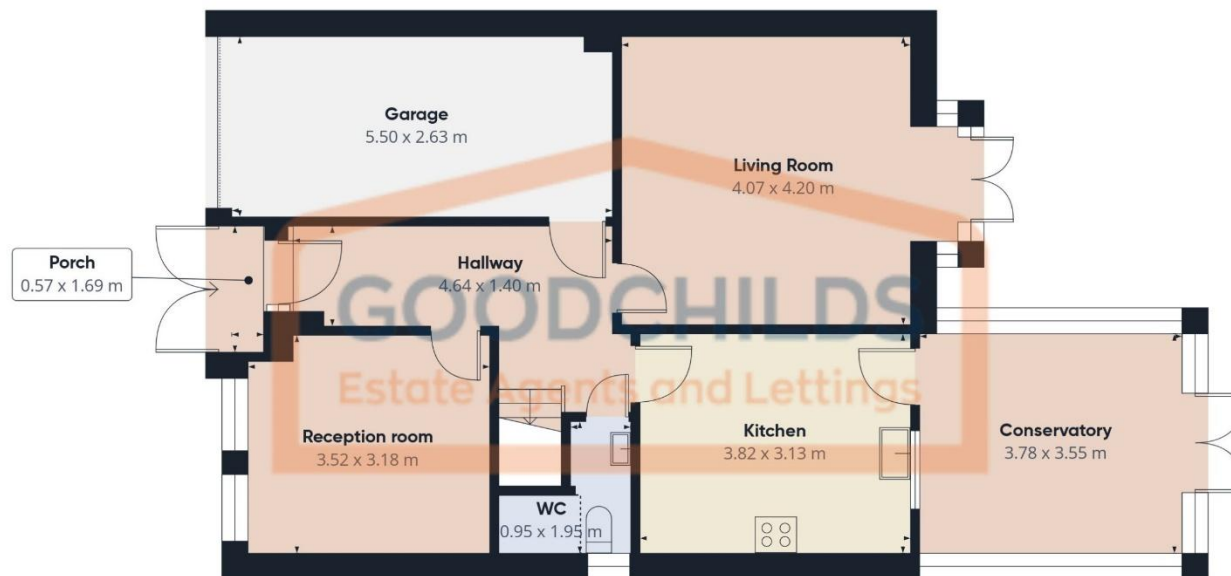 Garage
5.50 x 2.63 m
Living Room
4.07 x 4.20 m
Porch
0.57 x 1.69 m
Hallway
4.64 x 1.40 m
GOODCHILDS
Estate Agents and Lettings
Reception room
3.52 x 3.18 m
Kitchen
3.82 x 3.13 m
Conservatory
3.78 x 3.55 m
WC
0.95 x 1.95 m